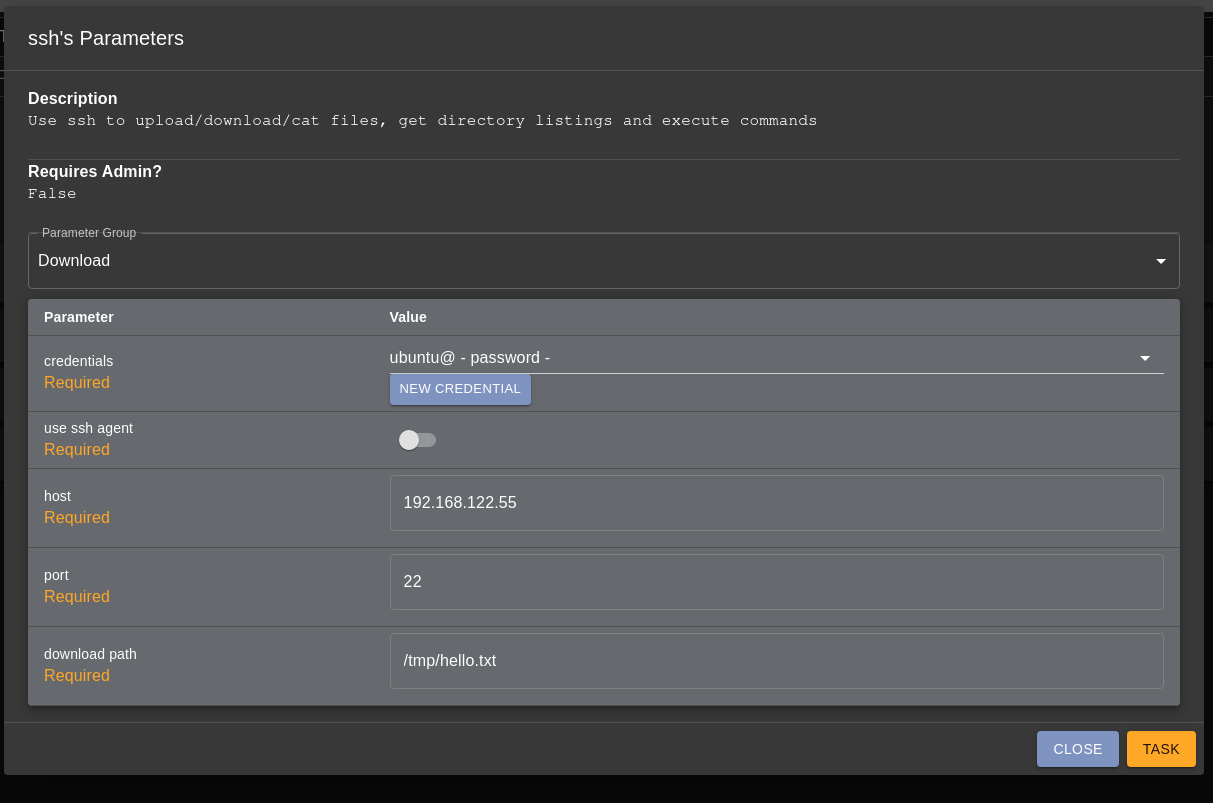 ssh's Parameters
Description
Use ssh to upload/download/cat files, get directory listings and execute commands
Requires Admin?
False
Parameter Group
Download
Parameter Value
credentials
Required
ubuntu@ - password -
NEW CREDENTIAL
use ssh agent
Required
host
Required
192.168.122.55
port
Required
22
download path
Required
/tmp/hello.txt
CLOSE TASK